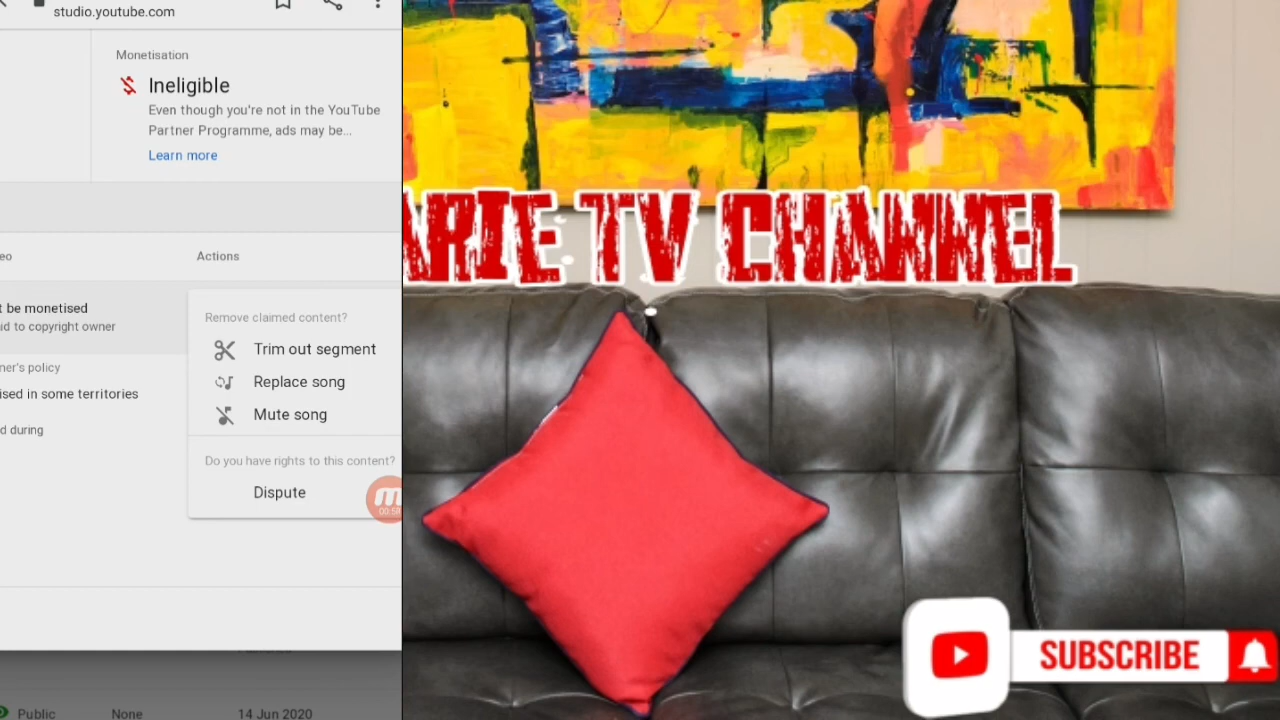 studio.youtube.com
Monetisation
Ineligible
Even though you're not in the YouTube
Partner Programme, ads may be...
Learn more
Actions
t be monetised
id to copyright owner
ner's policy
ised in some territories
d during
Remove claimed content?
Trim out segment
Replace song
Mute song
Do you have rights to this content?
Dispute
00:59
Public
None
14 Jun 2020
ARIE TV CHANNEL
SUBSCRIBE